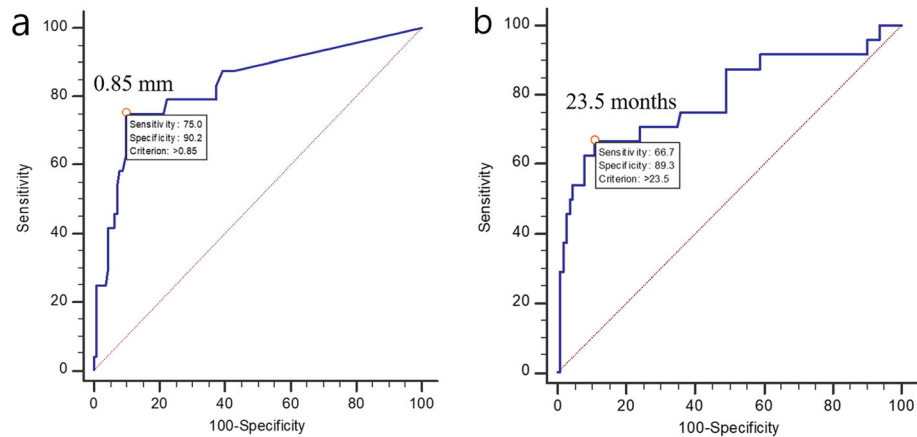 a
0.85 mm
Sensitivity: 75.0
Specificity: 90.2
Criterion: >0.85
Sensitivity
100
80
60
40
20
0
0 20 40 60 80 100
100-Specificity
b
23.5 months
Sensitivity: 66.7
Specificity: 89.3
Criterion: >23.5
Sensitivity
100
80
60
40
20
0
0 20 40 60 80 100
100-Specificity